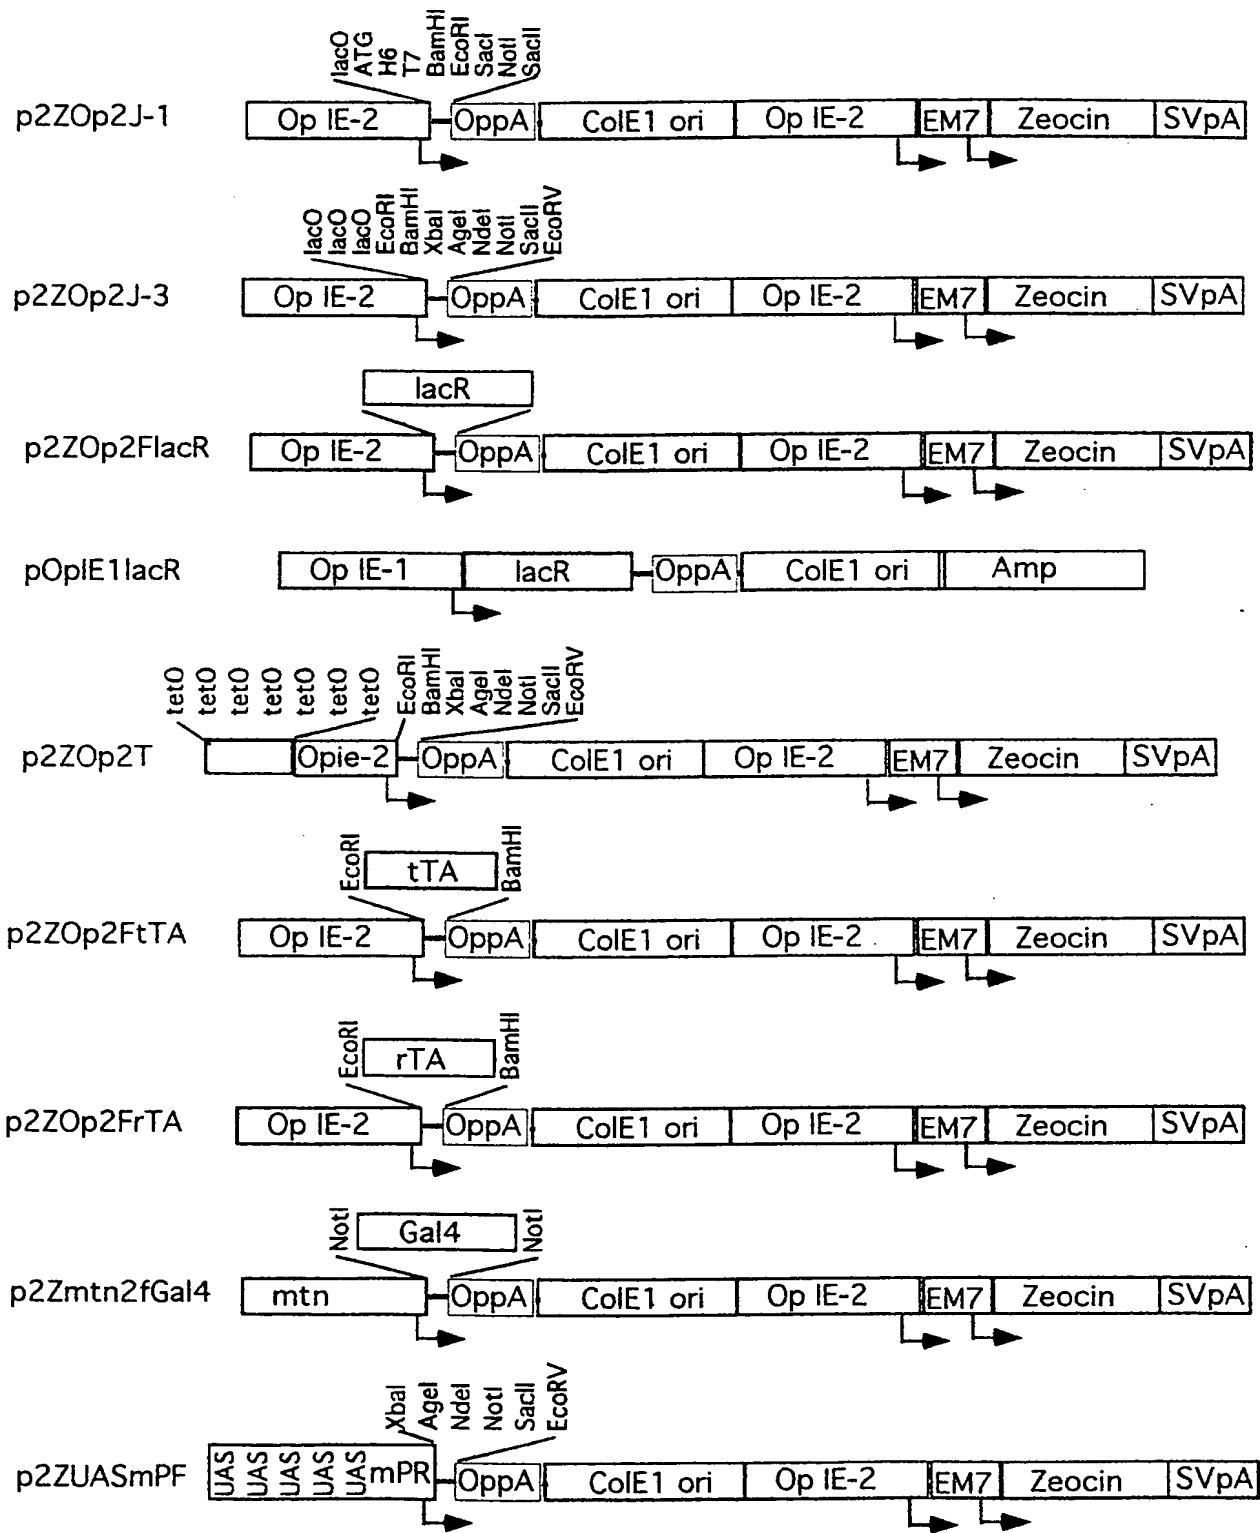 lacO ATG H6 T7 BamHI EcoRI SacI NotI SacII
p2ZOp2J-1 Op IE-2 OppA ColE1 ori Op IE-2 EM7 Zeocin SVpA
lacO lacO lacO EcoRI BamHI XbaI AgeI NdeI NotI SacII EcoRV
p2ZOp2J-3 Op IE-2 OppA ColE1 ori Op IE-2 EM7 Zeocin SVpA
lacR
p2ZOp2FlacR Op IE-2 OppA ColE1 ori Op IE-2 EM7 Zeocin SVpA
pOpIE1lacR Op IE-1 lacR OppA ColE1 ori Amp
tetO tetO tetO tetO tetO tetO tetO EcoRI BamHI XbaI AgeI NdeI NotI SacII EcoRV
p2ZOp2T Opie-2 OppA ColE1 ori Op IE-2 EM7 Zeocin SVpA
EcoRI tTA BamHI
p2ZOp2FtTA Op IE-2 OppA ColE1 ori Op IE-2 EM7 Zeocin SVpA
EcoRI rTA BamHI
p2ZOp2FrTA Op IE-2 OppA ColE1 ori Op IE-2 EM7 Zeocin SVpA
NotI Gal4 NotI
p2Zmtn2fGal4 mtn OppA ColE1 ori Op IE-2 EM7 Zeocin SVpA
XbaI AgeI NdeI NotI SacII EcoRV
p2ZUASmPF UAS UAS UAS UAS UAS mPR OppA ColE1 ori Op IE-2 EM7 Zeocin SVpA